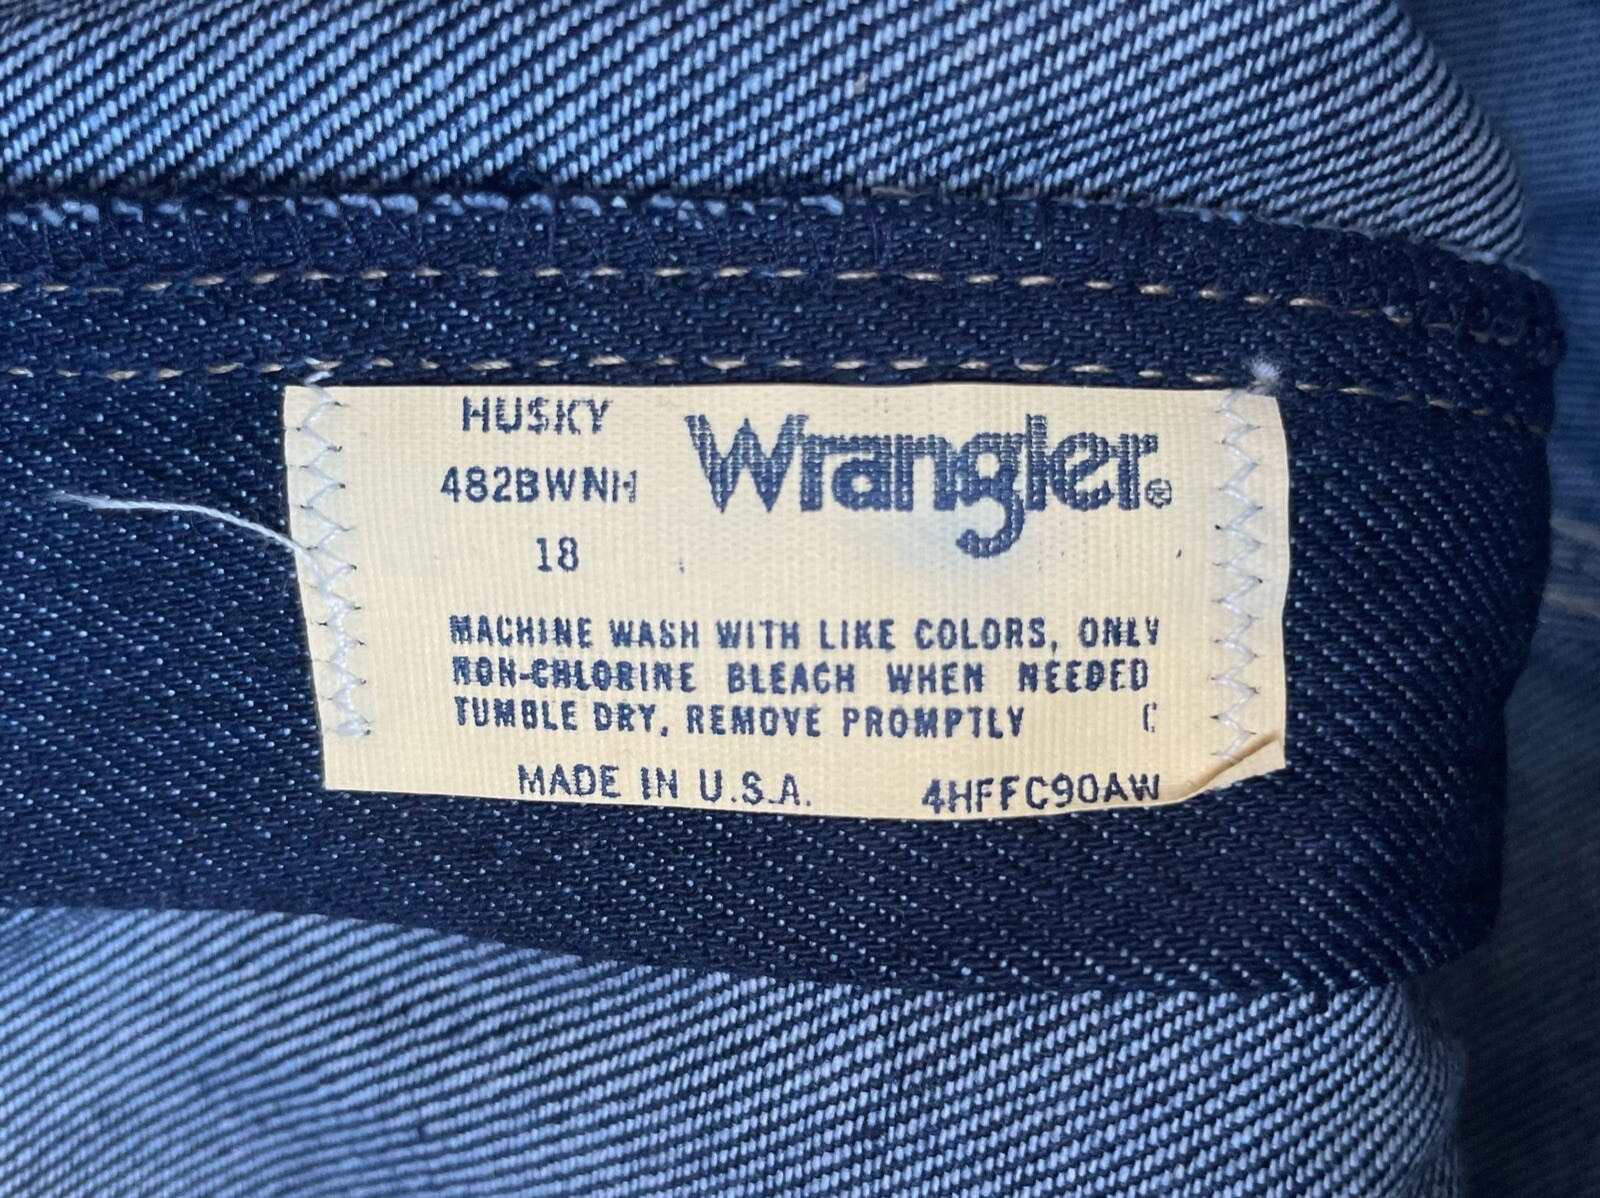 HUSKY
482BWNH
18
Wrangler®
MACHINE WASH WITH LIKE COLORS, ONLY
NON-CHLORINE BLEACH WHEN NEEDED
TUMBLE DRY, REMOVE PROMPTLY C
MADE IN U.S.A. 4HFFC90AW